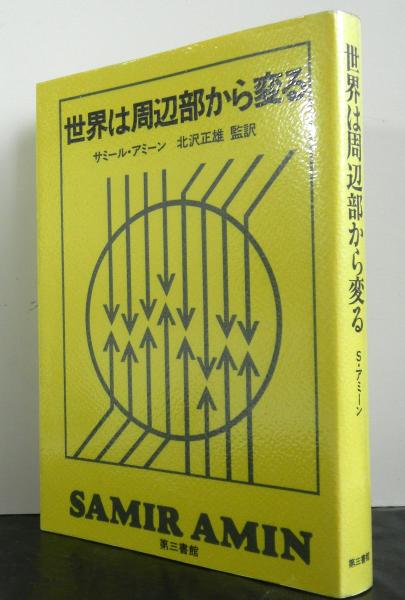 世界は周辺部から変る
サミール・アミーン 北沢正雄 監訳
SAMIR AMIN
第三書館
世界は周辺部から変る
S・アミーン
第三書館